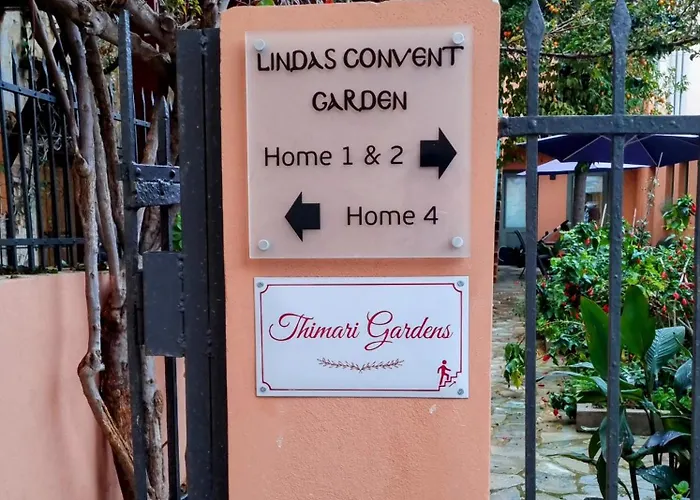 LINDAS CONVENT
GARDEN
Home 1 & 2
Home 4
Thimari Gardens